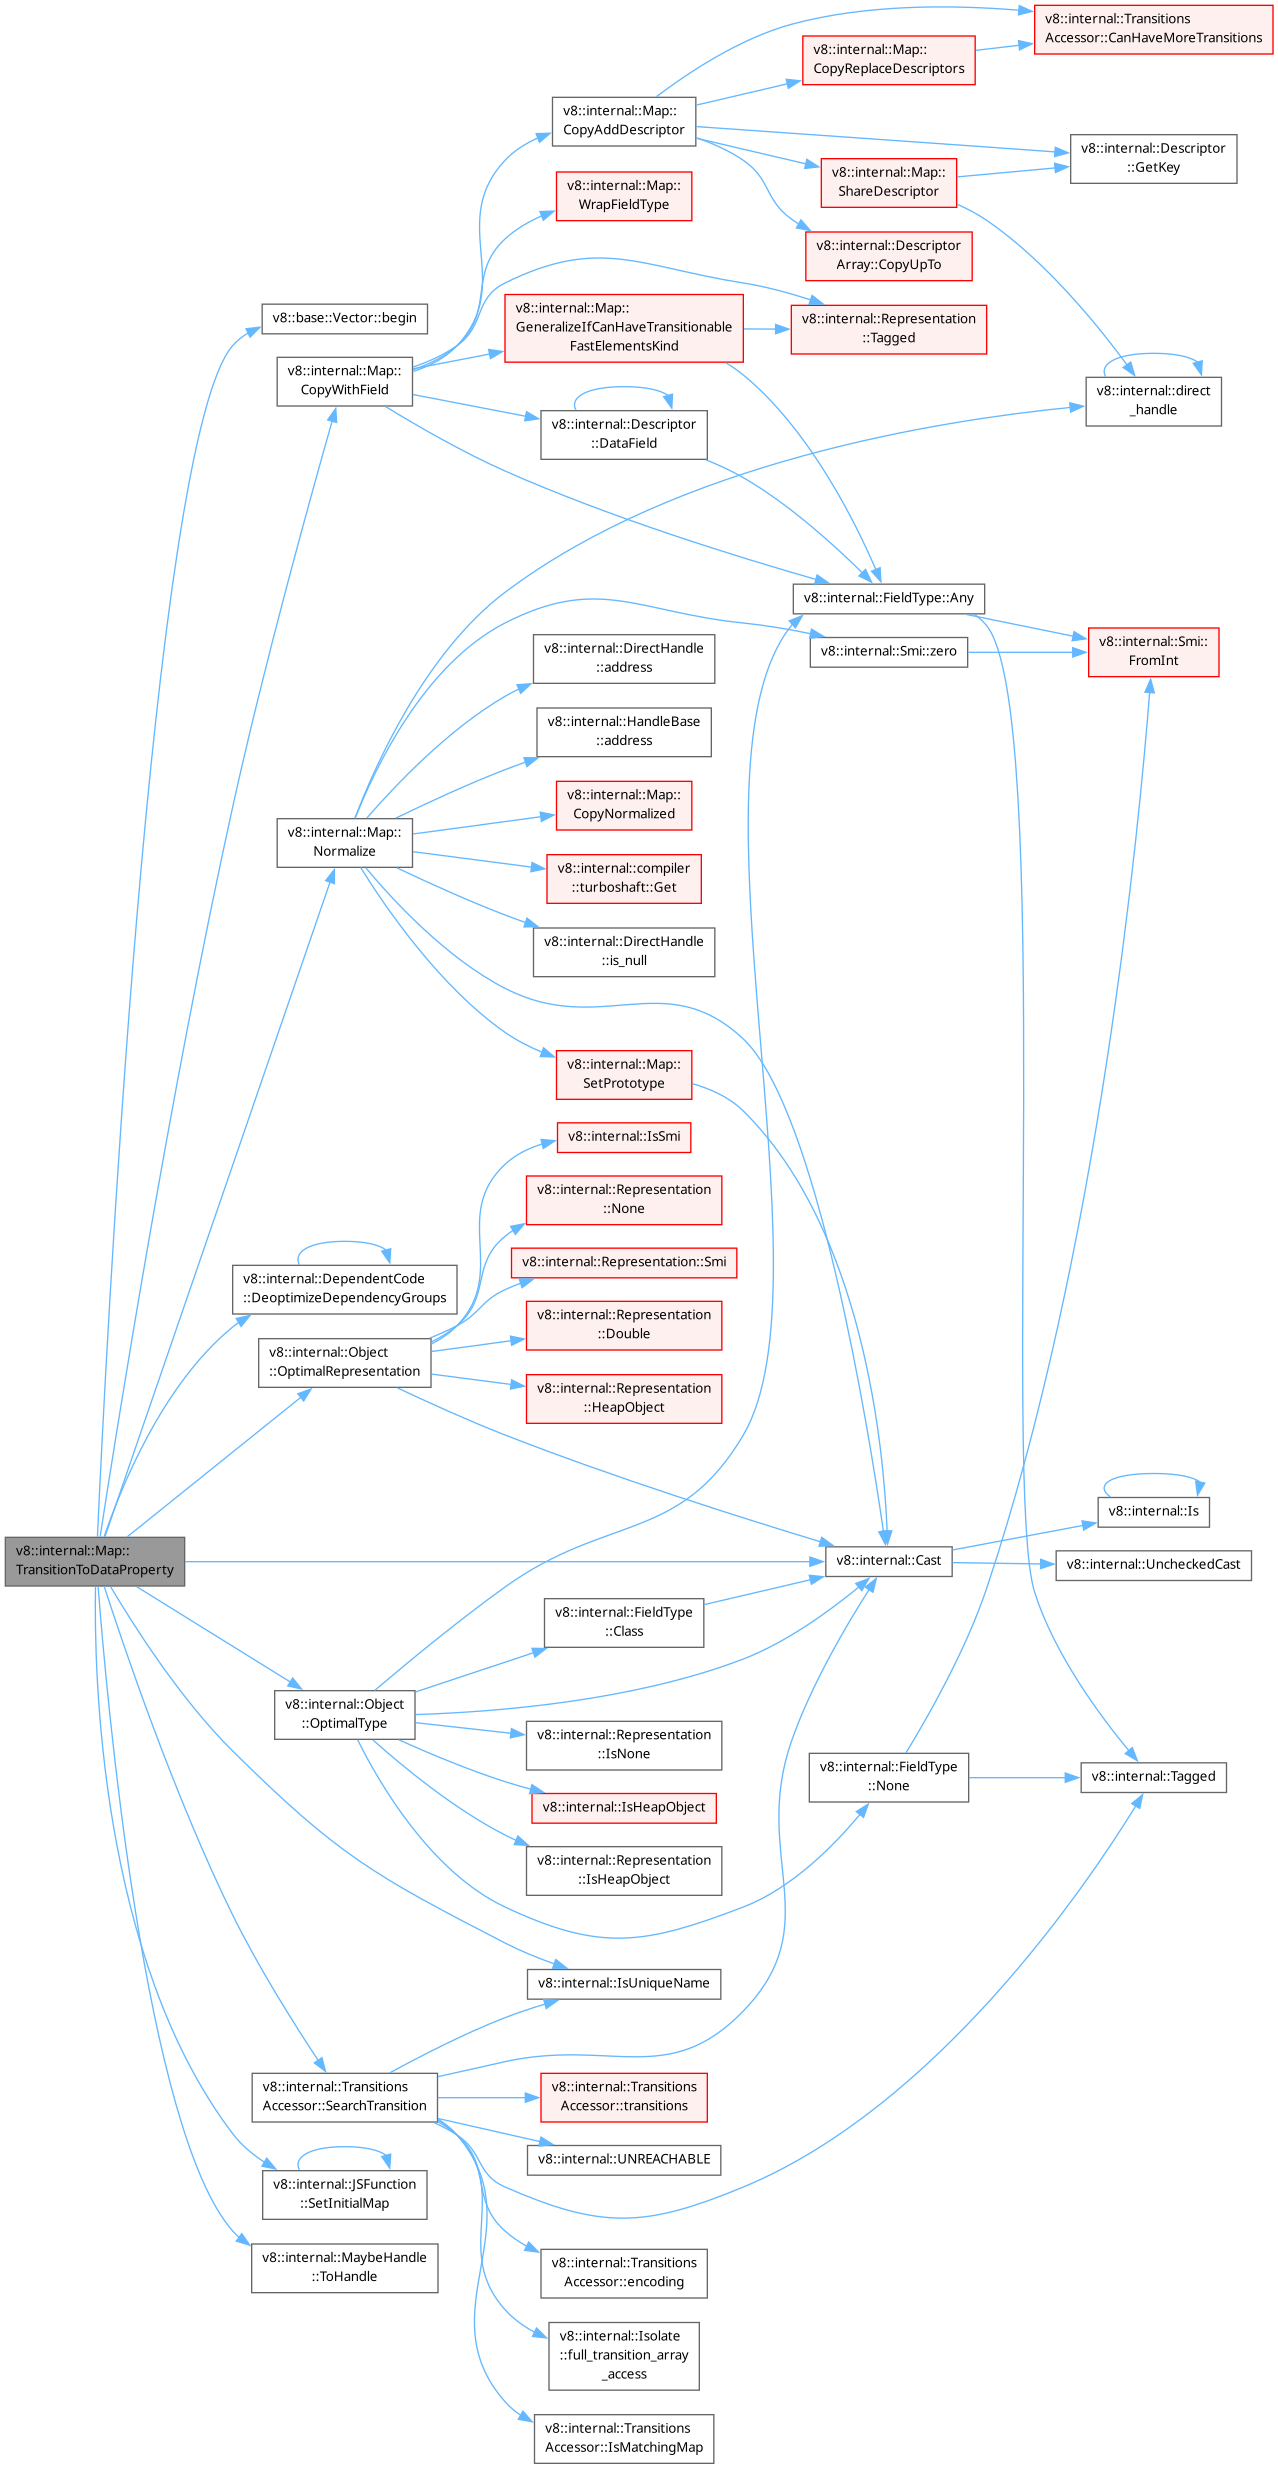 v8::internal::Transitions
Accessor::CanHaveMoreTransitions
v8::internal::Map::
CopyReplaceDescriptors
v8::internal::Map::
CopyAddDescriptor
v8::internal::Descriptor
::GetKey
v8::internal::Map::
ShareDescriptor
v8::internal::Map::
WrapFieldType
v8::internal::Descriptor
Array::CopyUpTo
v8::base::Vector::begin
v8::internal::Map::
GeneralizeIfCanHaveTransitionable
FastElementsKind
v8::internal::Representation
::Tagged
v8::internal::Map::
CopyWithField
v8::internal::direct
_handle
v8::internal::Descriptor
::DataField
v8::internal::FieldType::Any
v8::internal::DirectHandle
::address
v8::internal::Smi::zero
v8::internal::Smi::
FromInt
v8::internal::HandleBase
::address
v8::internal::Map::
CopyNormalized
v8::internal::Map::
Normalize
v8::internal::compiler
::turboshaft::Get
v8::internal::DirectHandle
::is_null
v8::internal::Map::
SetPrototype
v8::internal::IsSmi
v8::internal::Representation
::None
v8::internal::Representation::Smi
v8::internal::DependentCode
::DeoptimizeDependencyGroups
v8::internal::Representation
::Double
v8::internal::Object
::OptimalRepresentation
v8::internal::Representation
::HeapObject
v8::internal::Is
v8::internal::Map::
TransitionToDataProperty
v8::internal::Cast
v8::internal::UncheckedCast
v8::internal::FieldType
::Class
v8::internal::Object
::OptimalType
v8::internal::Representation
::IsNone
v8::internal::FieldType
::None
v8::internal::Tagged
v8::internal::IsHeapObject
v8::internal::Representation
::IsHeapObject
v8::internal::IsUniqueName
v8::internal::Transitions
Accessor::SearchTransition
v8::internal::Transitions
Accessor::transitions
v8::internal::UNREACHABLE
v8::internal::JSFunction
::SetInitialMap
v8::internal::MaybeHandle
::ToHandle
v8::internal::Transitions
Accessor::encoding
v8::internal::Isolate
::full_transition_array
_access
v8::internal::Transitions
Accessor::IsMatchingMap